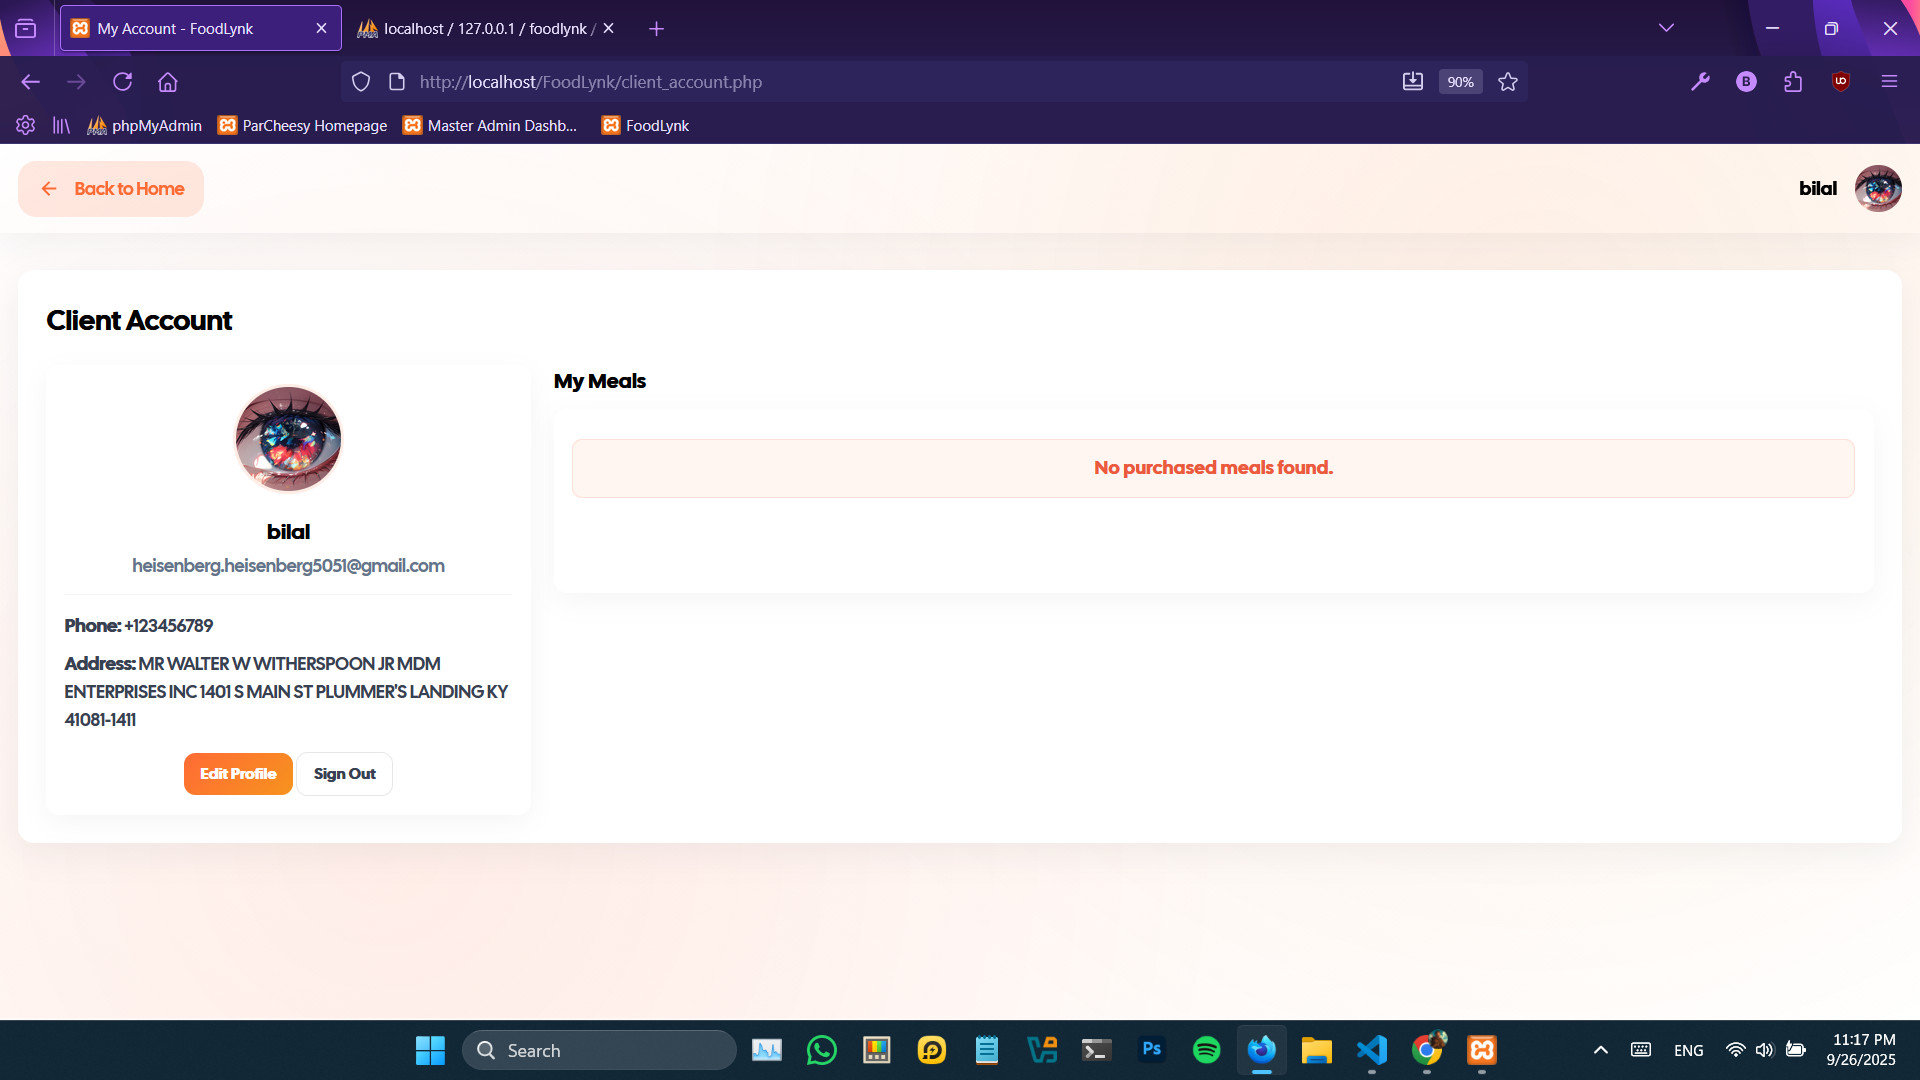 My Account - FoodLynk
localhost / 127.0.0.1 / foodlynk /
http://localhost/FoodLynk/client_account.php
90%
B
phpMyAdmin
ParCheesy Homepage
Master Admin Dashb...
FoodLynk
Back to Home
bilal
Client Account
bilal
heisenberg.heisenberg5051@gmail.com
Phone: +123456789
Address: MR WALTER W WITHERSPOON JR MDM
ENTERPRISES INC 1401 S MAIN ST PLUMMER'S LANDING KY
41081-1411
Edit Profile
Sign Out
My Meals
No purchased meals found.
Search
Ps
ENG
11:17 PM
9/26/2025